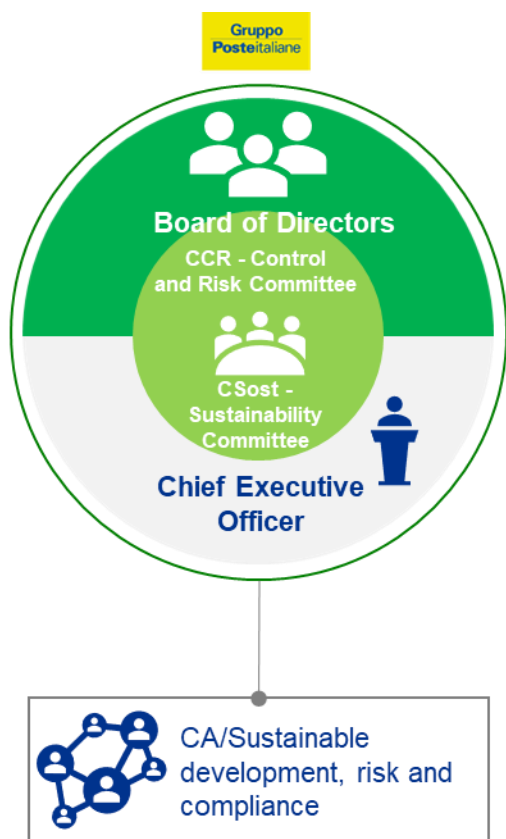 Gruppo
Posteitaliane
Board of Directors
CCR - Control
and Risk Committee
CSost -
Sustainability
Committee
Chief Executive
Officer
CA/Sustainable
development, risk and
compliance